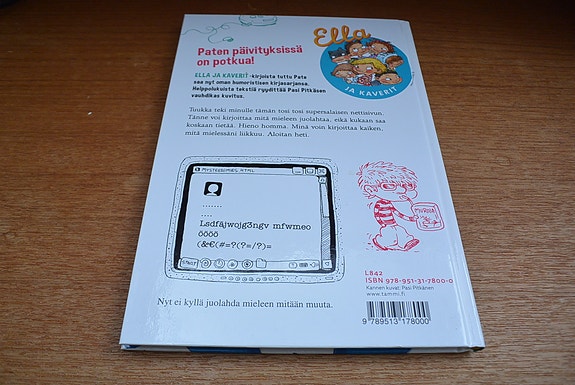 Paten päivityksissä
on potkua!
ELLA JA KAVERIT -kirjoista tuttu Pate
saa nyt oman humoristisen kirjasarjansa.
Helppolukuista tekstiä ryydittää Pasi Pitkäsen
vauhdikas kuvitus.
Ella
JA KAVERIT
Tuukka teki minulle tämän tosi tosi supersalaisen nettisivun.
Tänne voi kirjoittaa mitä mieleen juolahtaa, eikä kukaan saa
koskaan tietää. Hieno homma. Minä voin kirjoittaa kaiken,
mitä mielessäni liikkuu. Aloitan heti.
Lsdfäjwojg3ngv mfwmeo
öööö
(&€(#=?(?=/?)=
START
Nyt ei kyllä juolahda mieleen mitään muuta.
L842
ISBN 978-951-31-7800-0
Kannen kuvat: Pasi Pitkänen
www.tammi.fi
9 789513 178000